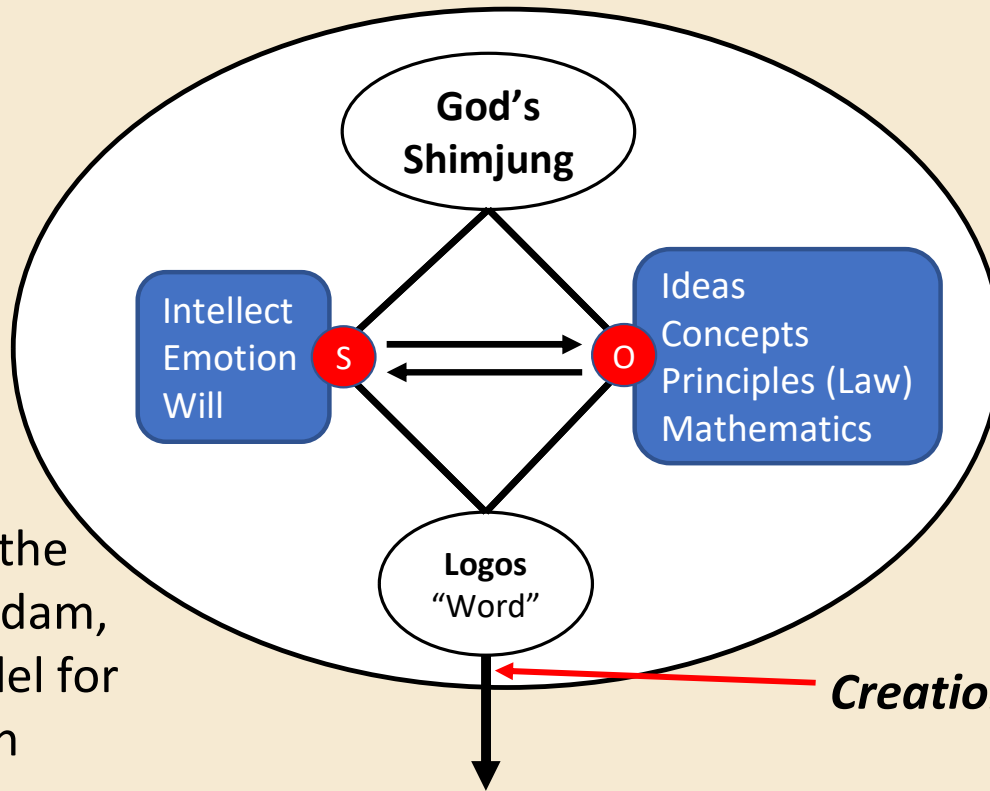 God’s
Shimjung
Intellect
Emotion
Will
S
O
Ideas
Concepts
Principles (Law)
Mathematics
Logos
“Word”
the
dam,
del for
n
Creatio